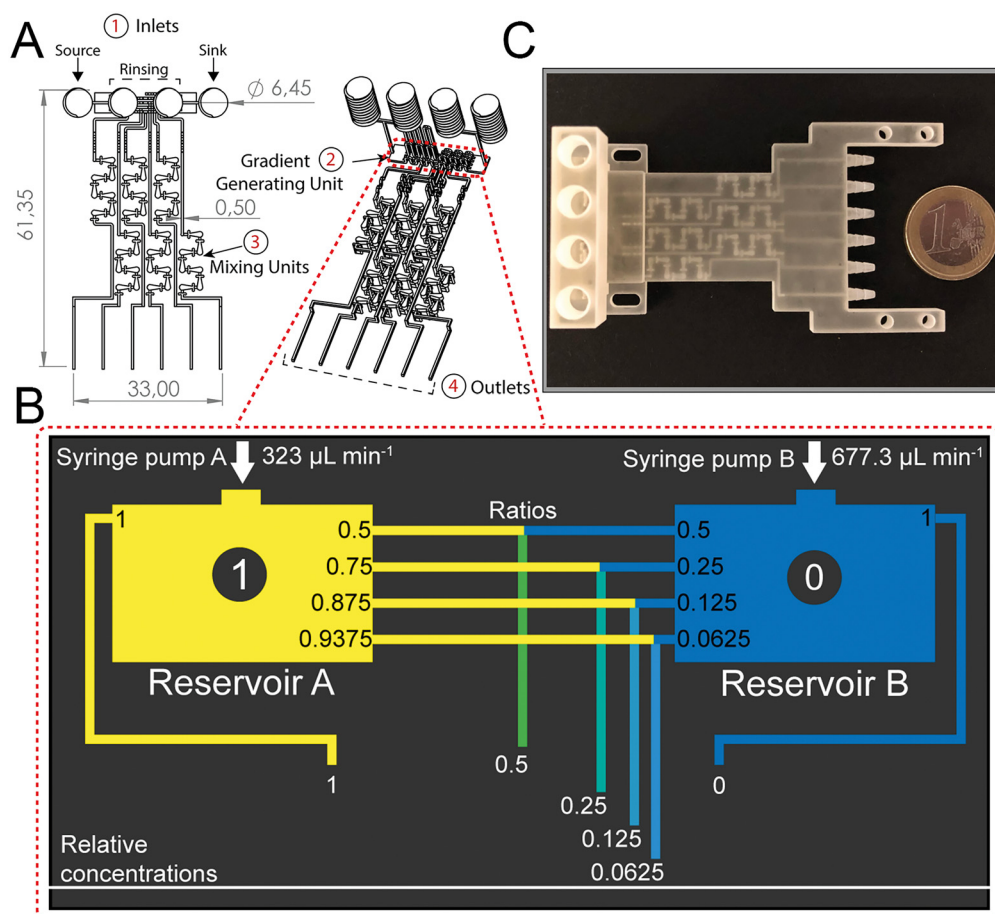 A
1 Inlets
Source
Sink
Rinsing
Ø 6,45
61,35
0,50
3
Mixing Units
33,00
Gradient 2
Generating Unit
4 Outlets
C
1
B
Syringe pump A
323 µL min⁻¹
Syringe pump B
677.3 µL min⁻¹
Ratios
1
0.5
0.5
1
0.75
0.25
1
0
0.875
0.125
0.9375
0.0625
Reservoir A
Reservoir B
0.5
1
0
0.25
0.125
0.0625
Relative
concentrations